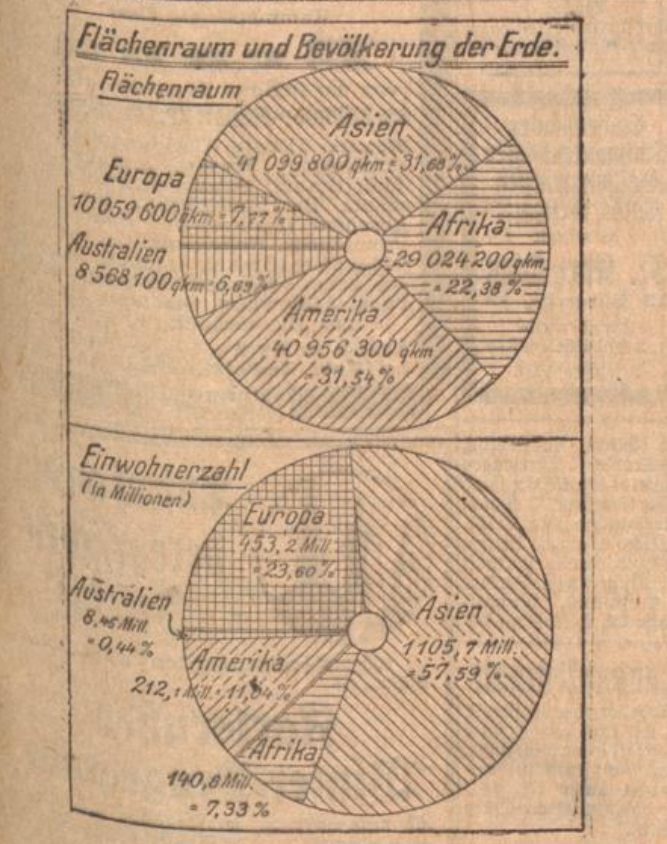 Flächenraum und Bevölkerung der Erde.
Flächenraum
Asien
41 099 800 qkm = 31,68 %
Europa
10 059 600 qkm = 7,77 %
Afrika
29 024 200 qkm
= 22,38 %
Australien
8 568 100 qkm = 6,63 %
Amerika
40 956 300 qkm
= 31,54 %
Einwohnerzahl
(In Millionen)
Europa
453,2 Mill.
= 23,60 %
Asien
1105,7 Mill.
= 57,59 %
Australien
8.45 Mill.
= 0,44 %
Amerika
212,1 Mill. = 11,04 %
Afrika
140,8 Mill.
= 7,33 %